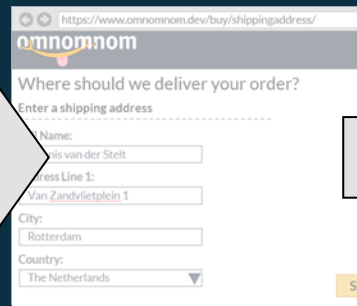 https://www.omnomnom.dev/buy/shippingaddress/
omnomnom
Where should we deliver your order?
Enter a shipping address
Name:
van der Stelt
Line 1:
Van Zandvlietplein 1
City:
Rotterdam
Country:
The Netherlands